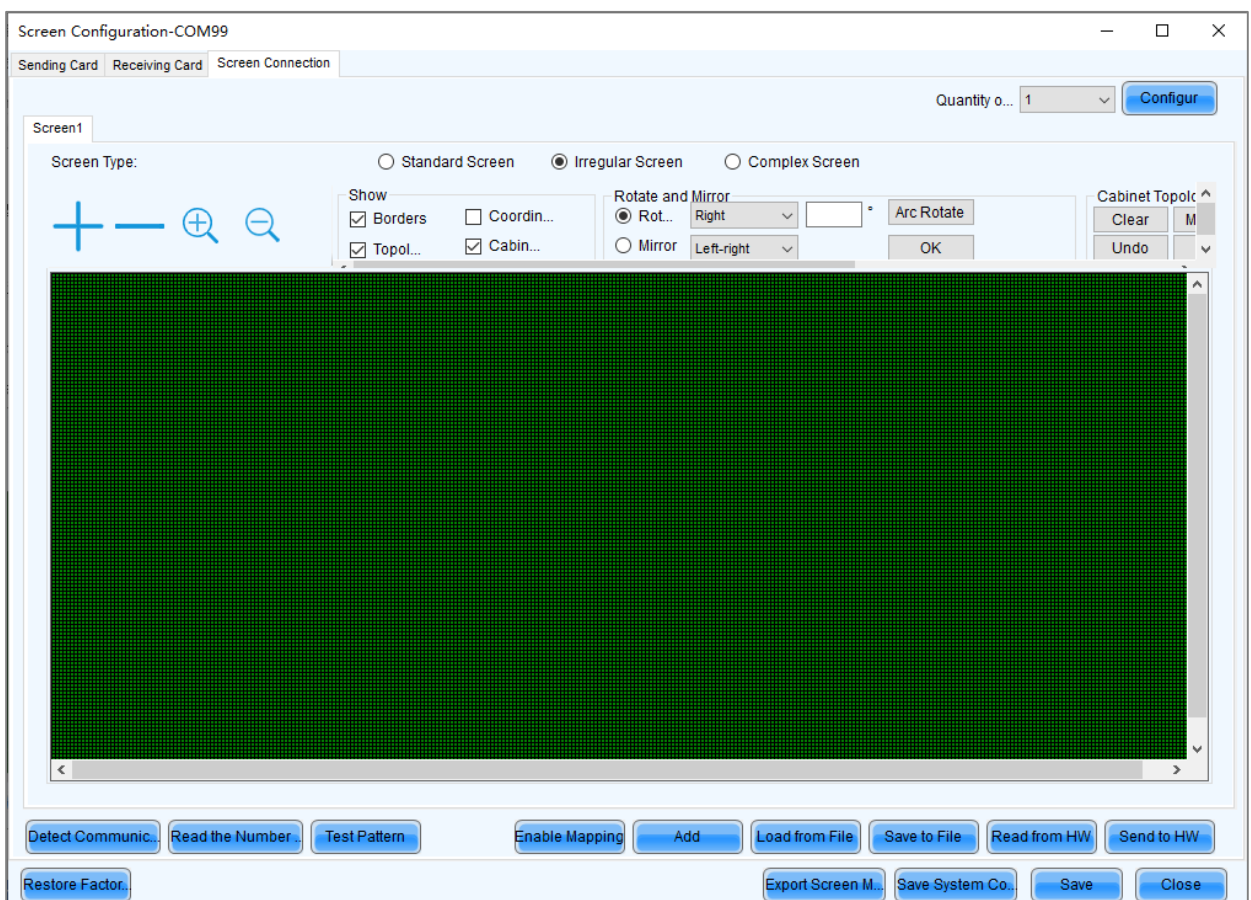 Screen Configuration-COM99
Sending Card Receiving Card Screen Connection
Quantity o... 1 Configur
Screen1
Screen Type: Standard Screen Irregular Screen Complex Screen
Show Rotate and Mirror Cabinet Topolc
Borders Coordin... Rot... Right ° Arc Rotate Clear M
Topol... Cabin... Mirror Left-right OK Undo
Detect Communic.. Read the Number . Test Pattern Enable Mapping Add Load from File Save to File Read from HW Send to HW
Restore Factor.. Export Screen M.. Save System Co.. Save Close